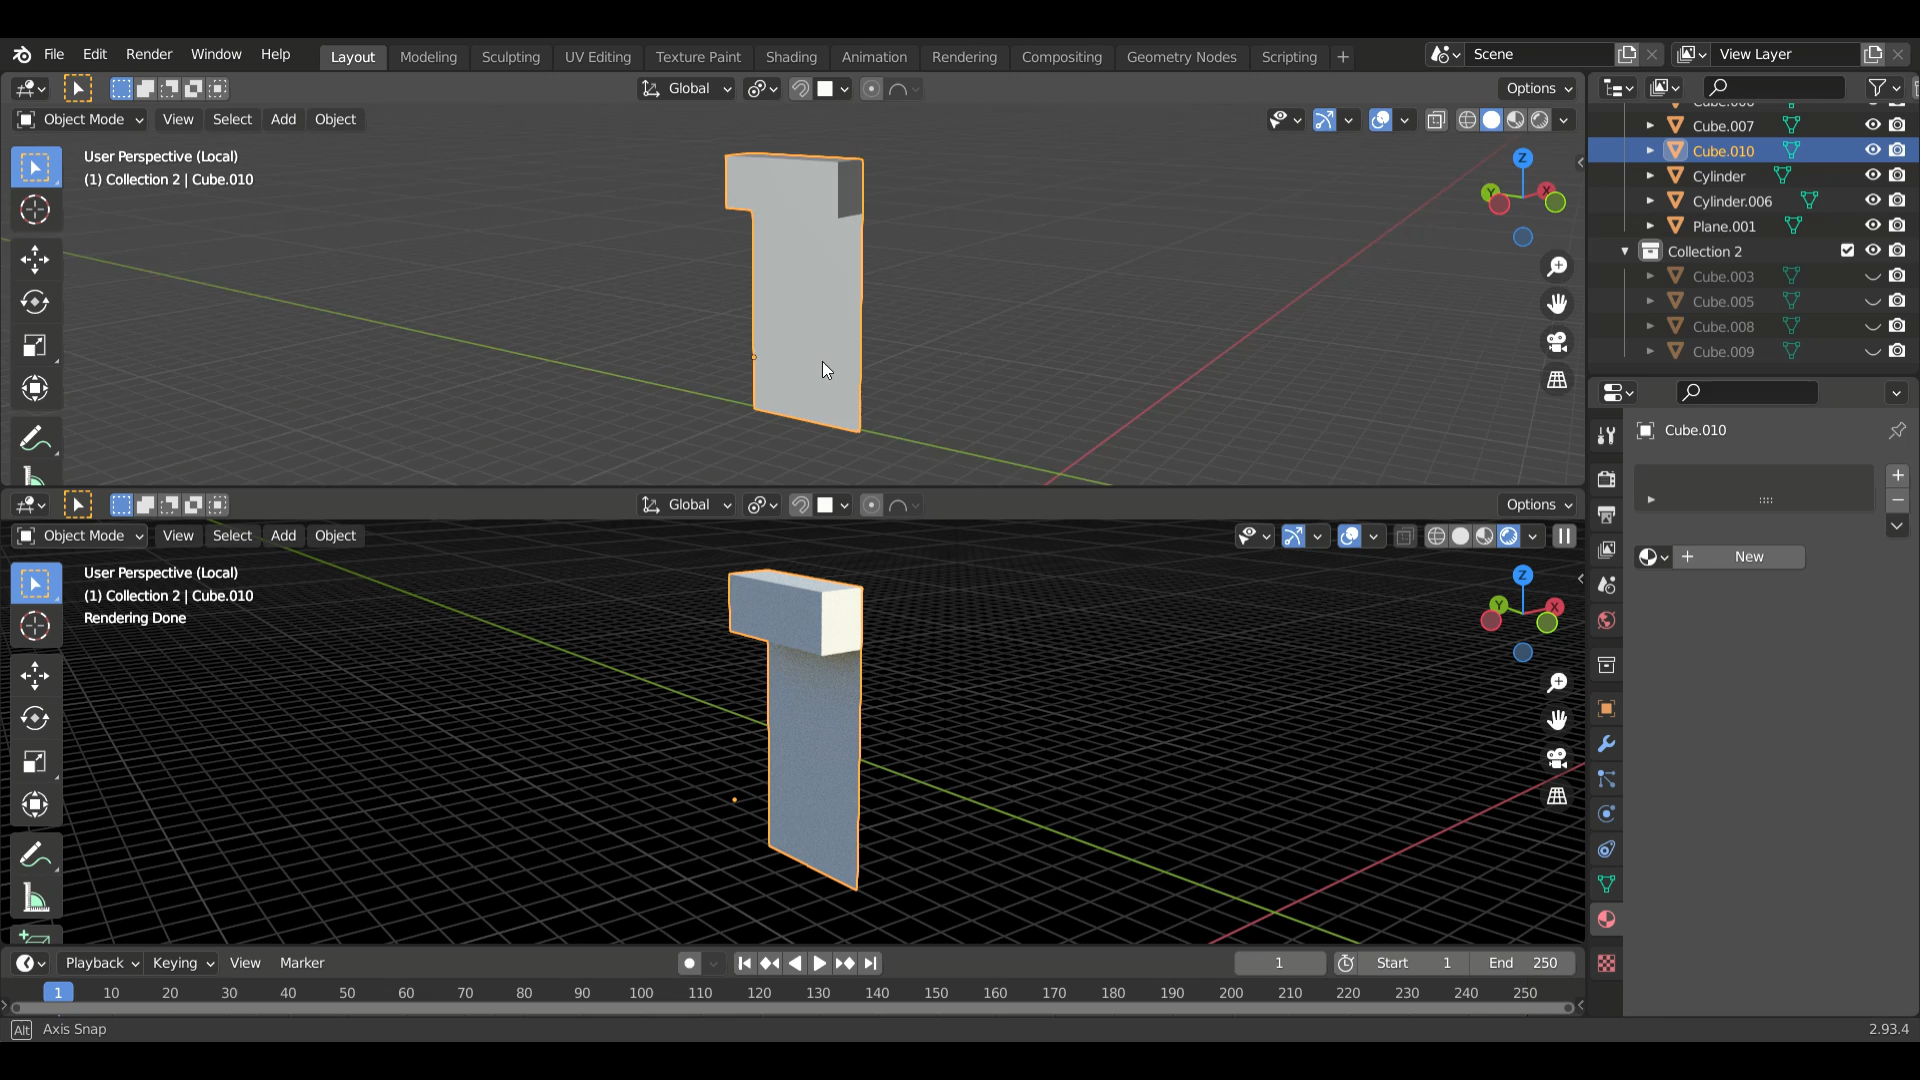 File Edit Render Window Help Layout Modeling Sculpting UV Editing Texture Paint Shading Animation Rendering Compositing Geometry Nodes Scripting + Scene View Layer
Global Options
Object Mode View Select Add Object
User Perspective (Local)
(1) Collection 2 | Cube.010
Z
Y X
Cube.007
Cube.010
Cylinder
Cylinder.006
Plane.001
Collection 2
Cube.003
Cube.005
Cube.008
Cube.009
Cube.010
New
Global Options
Object Mode View Select Add Object
User Perspective (Local)
(1) Collection 2 | Cube.010
Rendering Done
Z
Y X
Playback Keying View Marker 1 Start 1 End 250
1 10 20 30 40 50 60 70 80 90 100 110 120 130 140 150 160 170 180 190 200 210 220 230 240 250
Alt Axis Snap 2.93.4